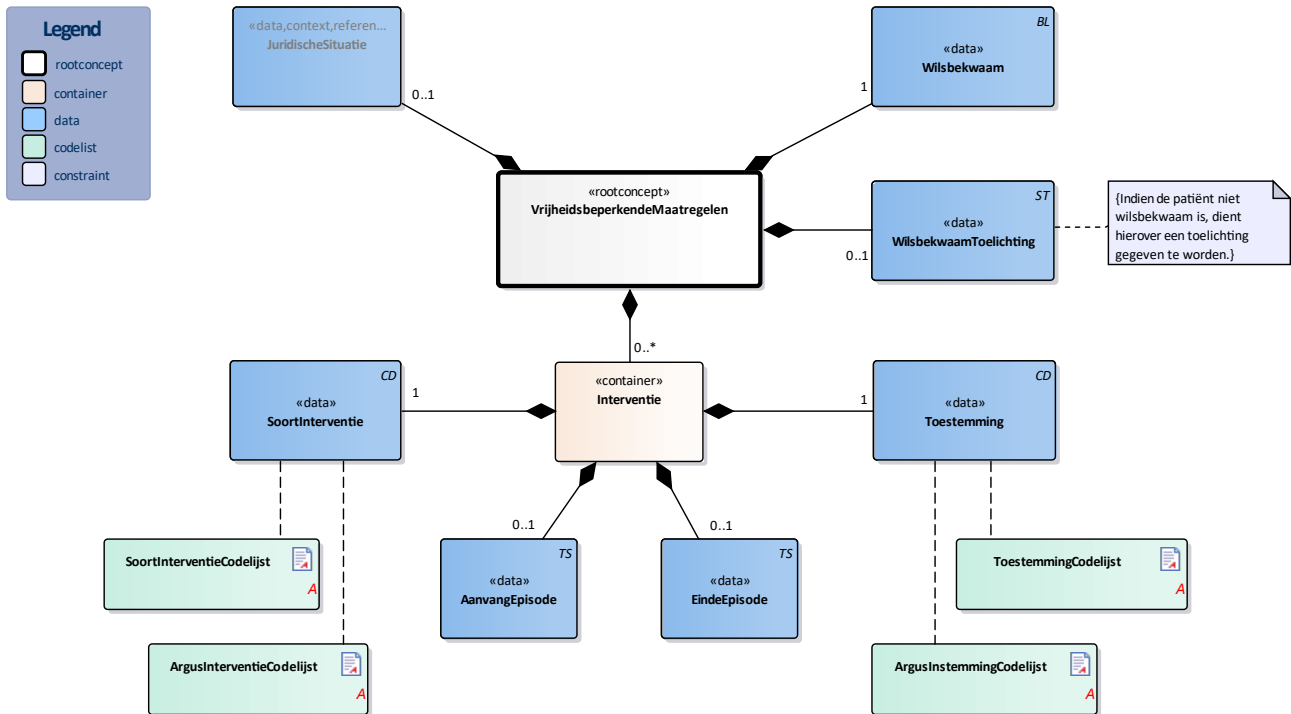 Legend
rootconcept
container
data
codelist
constraint
«data,context,referen...
JuridischeSituatie
0..1
BL
«data»
Wilsbekwaam
1
«rootconcept»
VrijheidsbeperkendeMaatregelen
ST
«data»
WilsbekwaamToelichting
0..1
{Indien de patiënt niet
wilsbekwaam is, dient
hierover een toelichting
gegeven te worden.}
0..*
CD
«data»
SoortInterventie
1
«container»
Interventie
CD
«data»
Toestemming
1
0..1
0..1
SoortInterventieCodelijst
A
TS
«data»
AanvangEpisode
TS
«data»
EindeEpisode
ToestemmingCodelijst
A
ArgusInterventieCodelijst
A
ArgusInstemmingCodelijst
A